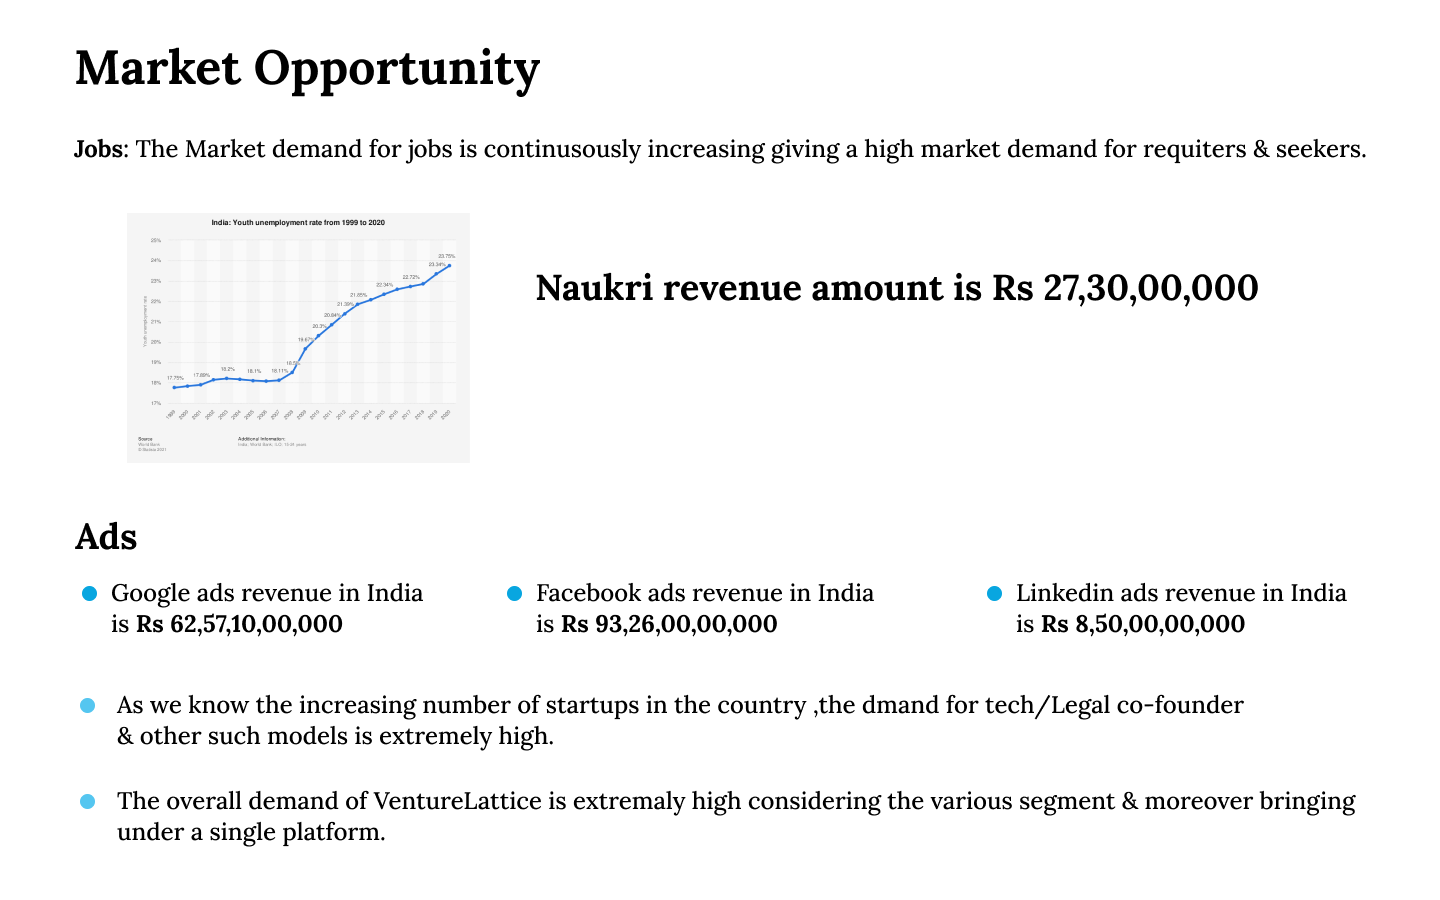 Market Opportunity
Jobs: The Market demand for jobs is continusously increasing giving a high market demand for requiters & seekers.
India: Youth unemployment rate from 1999 to 2020
25%
24%
23%
22%
21%
20%
19%
18%
17%
Youth unemployment rate
17.75%
17.89%
18.2%
18.1%
18.11%
19.67%
20.3%
20.84%
21.39%
21.85%
22.34%
22.72%
23.34%
23.75%
1999 2000 2001 2002 2003 2004 2005 2006 2007 2008 2009 2010 2011 2012 2013 2014 2015 2016 2017 2018 2019 2020
Source
World Bank
© Statista 2021
Additional Information:
India; World Bank; ILO; 15-24 years
Naukri revenue amount is Rs 27,30,00,000
Ads
Google ads revenue in India
is Rs 62,57,10,00,000
Facebook ads revenue in India
is Rs 93,26,00,00,000
Linkedin ads revenue in India
is Rs 8,50,00,00,000
As we know the increasing number of startups in the country ,the dmand for tech/Legal co-founder
& other such models is extremely high.
The overall demand of VentureLattice is extremaly high considering the various segment & moreover bringing
under a single platform.